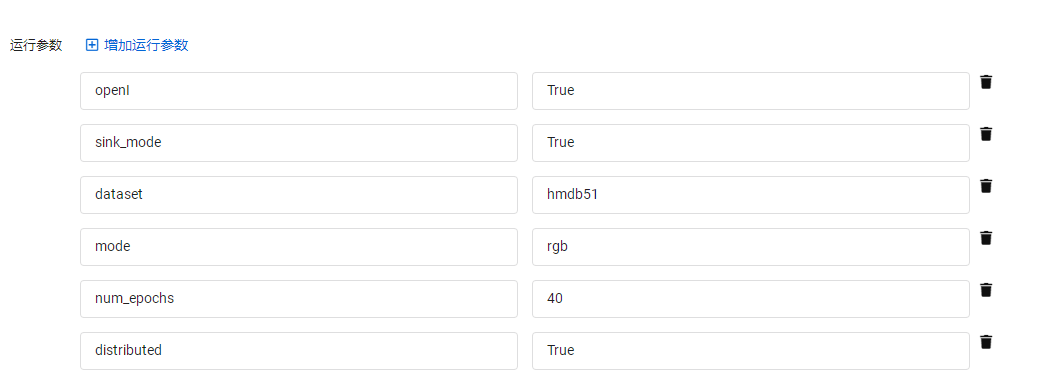 运行参数 增加运行参数
openI True
sink_mode True
dataset hmdb51
mode rgb
num_epochs 40
distributed True